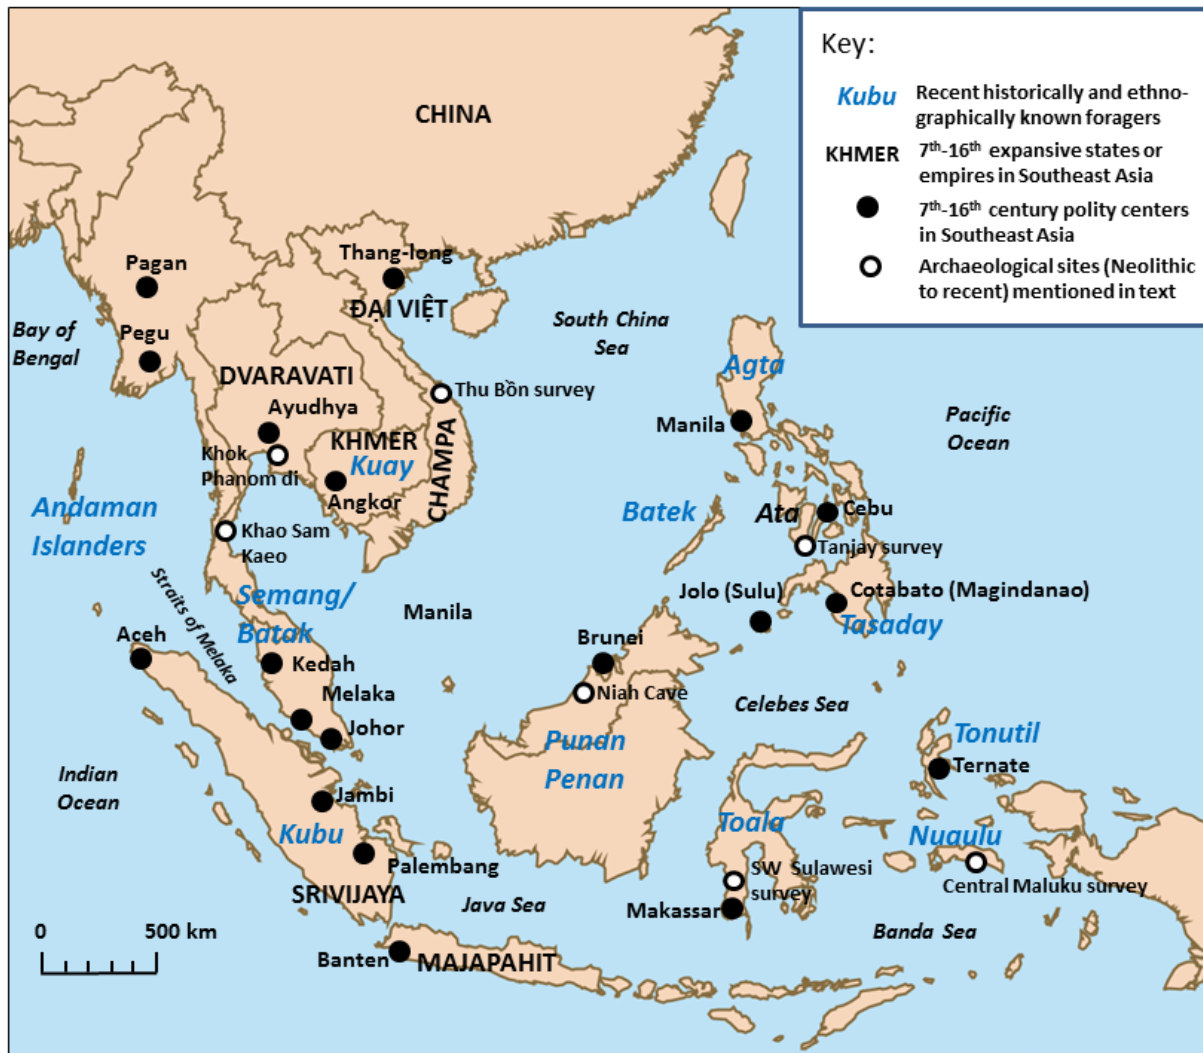 Key:
Kubu
Recent historically and ethno-
graphically known foragers
KHMER
7th-16th expansive states or
empires in Southeast Asia
7th-16th century polity centers
in Southeast Asia
Archaeological sites (Neolithic
to recent) mentioned in text
CHINA
Pagan
Thang-long
ĐẠI VIỆT
Bay of
Bengal
Pegu
South China
Sea
DVARAVATI
Thu Bồn survey
Agta
Ayudhya
Manila
Pacific
Ocean
KHMER
Khok
Phanom di
Kuay
CHAMPA
Angkor
Andaman
Islanders
Batek
Ata
Cebu
Khao Sam
Kaeo
Tanjay survey
Straits of Melaka
Semang/
Batak
Manila
Jolo (Sulu)
Cotabato (Magindanao)
Tasaday
Aceh
Brunei
Kedah
Niah Cave
Melaka
Celebes Sea
Johor
Punan
Penan
Tonutil
Ternate
Indian
Ocean
Jambi
Kubu
Toala
Nuaulu
Palembang
SW Sulawesi
survey
Central Maluku survey
SRIVIJAYA
Java Sea
Makassar
Banda Sea
0
500 km
Banten
MAJAPAHIT